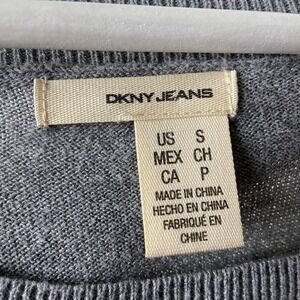 DKNY JEANS
US S
MEX CH
CA P
MADE IN CHINA
HECHO EN CHINA
FABRIQUÉ EN
CHINE